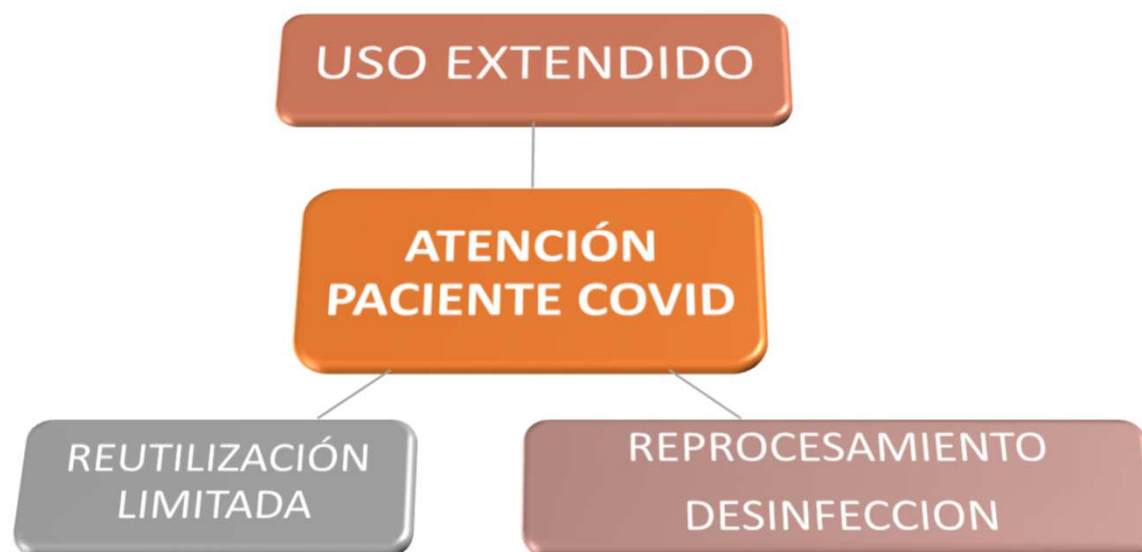 USO EXTENDIDO
ATENCIÓN
PACIENTE COVID
REUTILIZACIÓN
LIMITADA
REPROCESAMIENTO
DESINFECCION